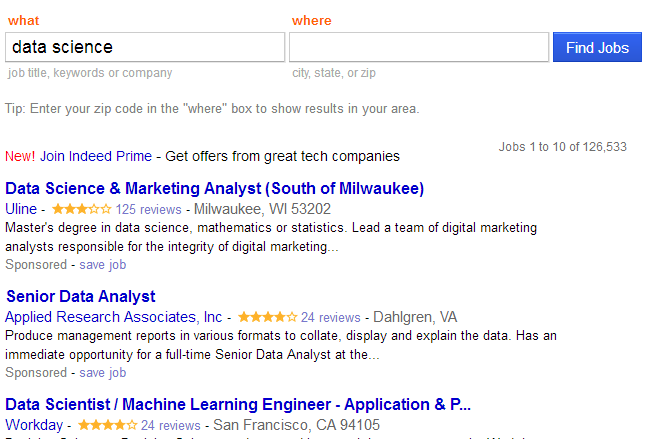 what where
data science Find Jobs
job title, keywords or company city, state, or zip
Tip: Enter your zip code in the "where" box to show results in your area.
Jobs 1 to 10 of 126,533
New! Join Indeed Prime - Get offers from great tech companies
Data Science & Marketing Analyst (South of Milwaukee)
Uline - 125 reviews - Milwaukee, WI 53202
Master's degree in data science, mathematics or statistics. Lead a team of digital marketing
analysts responsible for the integrity of digital marketing...
Sponsored - save job
Senior Data Analyst
Applied Research Associates, Inc - 24 reviews - Dahlgren, VA
Produce management reports in various formats to collate, display and explain the data. Has an
immediate opportunity for a full-time Senior Data Analyst at the...
Sponsored - save job
Data Scientist / Machine Learning Engineer - Application & P...
Workday - 24 reviews - San Francisco, CA 94105